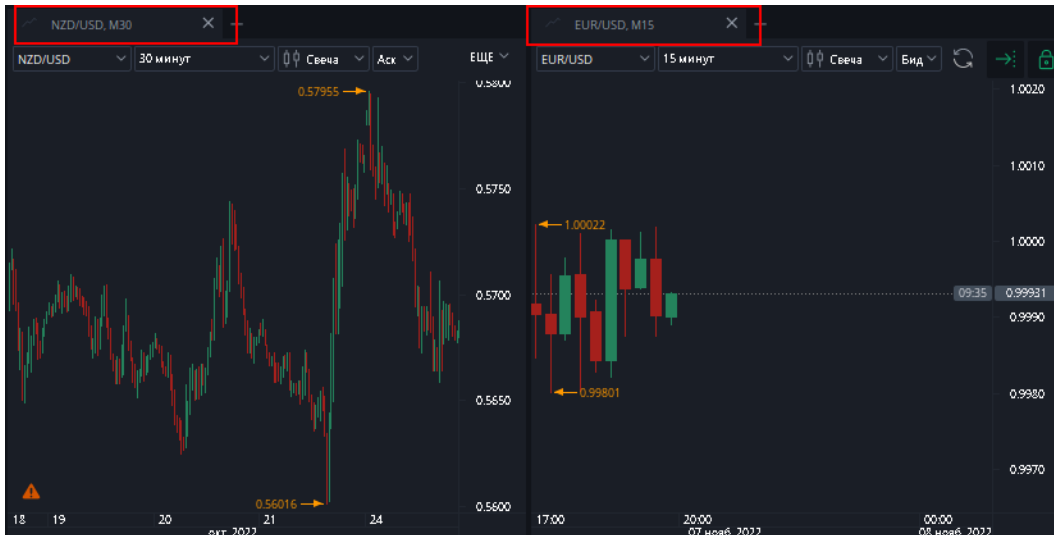 NZD/USD, M30
EUR/USD, M15
NZD/USD 30 минут Свеча Аск ЕЩЕ
EUR/USD 15 минут Свеча Бид
0.5800
0.57955
0.5750
0.5700
0.5650
0.56016
0.5600
18 19 20 21 24
окт. 2022
1.0020
1.0010
1.00022
1.0000
09:35 0.99931
0.9990
0.99801
0.9980
0.9970
17:00 20:00 00:00
07 нояб. 2022 08 нояб. 2022